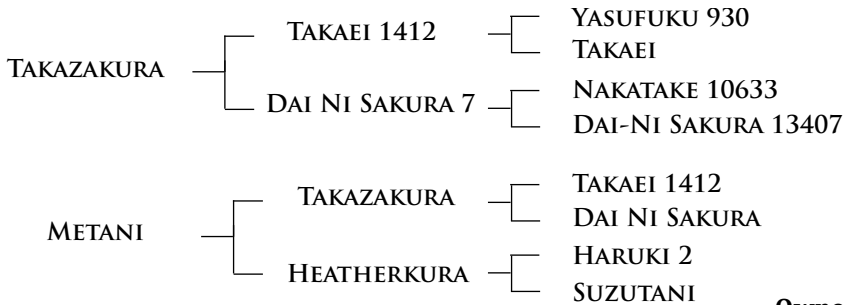 Takazakura
Takaei 1412
Yasufuku 930
Takaei
Dai Ni Sakura 7
Nakatake 10633
Dai-Ni Sakura 13407
Metani
Takazakura
Takaei 1412
Dai Ni Sakura
Heatherkura
Haruki 2
Suzutani